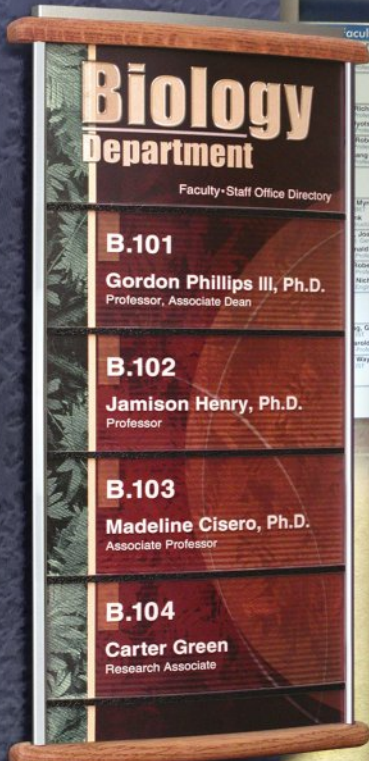 Biology
Department
Faculty•Staff Office Directory
B.101
Gordon Phillips III, Ph.D.
Professor, Associate Dean
B.102
Jamison Henry, Ph.D.
Professor
B.103
Madeline Cisero, Ph.D.
Associate Professor
B.104
Carter Green
Research Associate